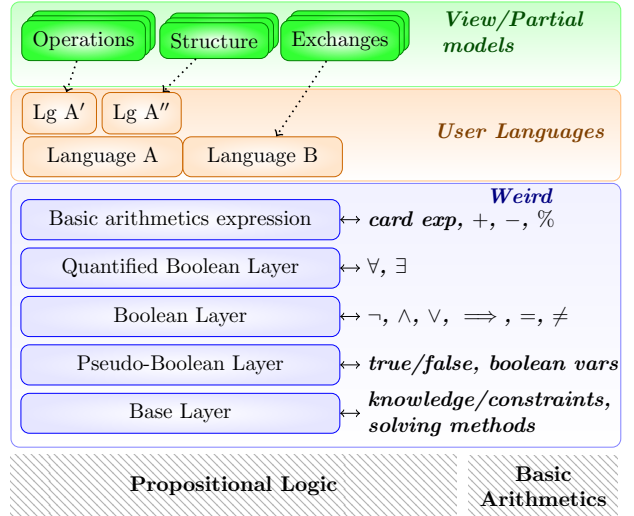 Operations
Structure
Exchanges
View/Partial
models
Lg A′
Lg A″
Language A
Language B
User Languages
Weird
Basic arithmetics expression
card exp, +, −, %
Quantified Boolean Layer
∀, ∃
Boolean Layer
¬, ∧, ∨, ⟹ , =, ≠
Pseudo-Boolean Layer
true/false, boolean vars
Base Layer
knowledge/constraints,
solving methods
Propositional Logic
Basic
Arithmetics